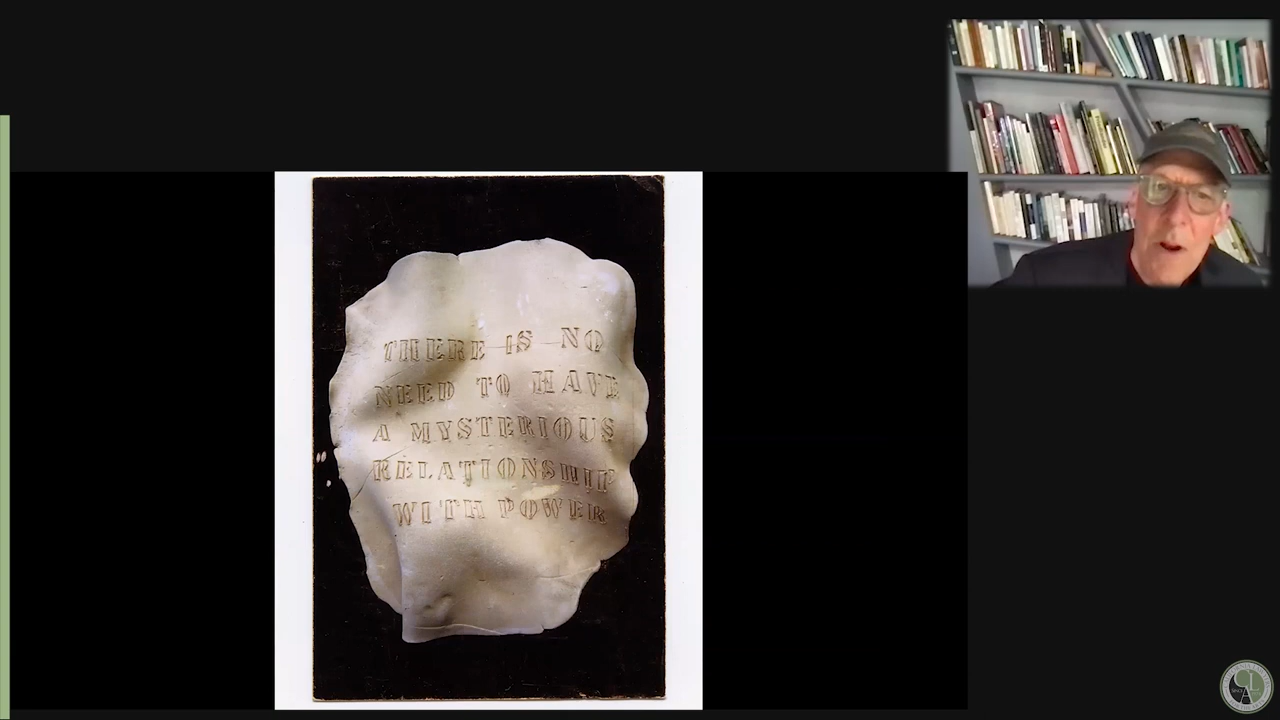 THERE IS NO
NEED TO HAVE
A MYSTERIOUS
RELATIONSHIP
WITH POWER